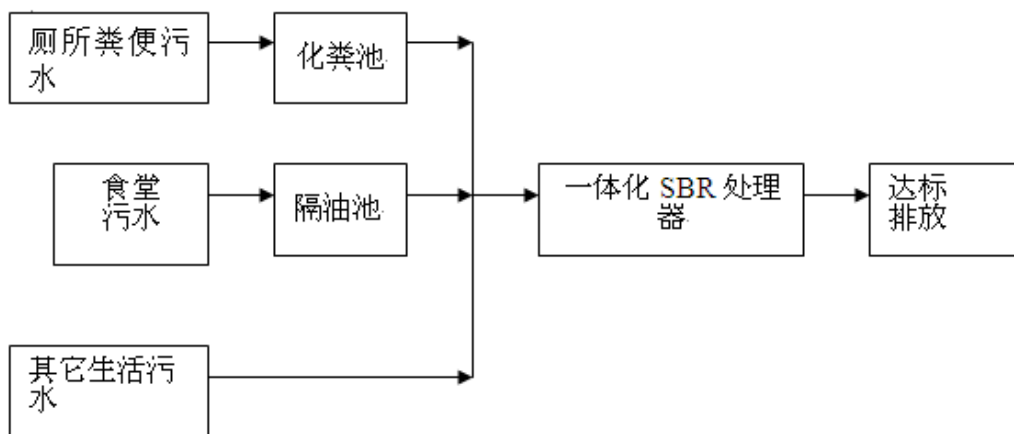 厕所粪便污
水
化粪池
食堂
污水
隔油池
一体化 SBR 处理
器
达标
排放
其它生活污
水